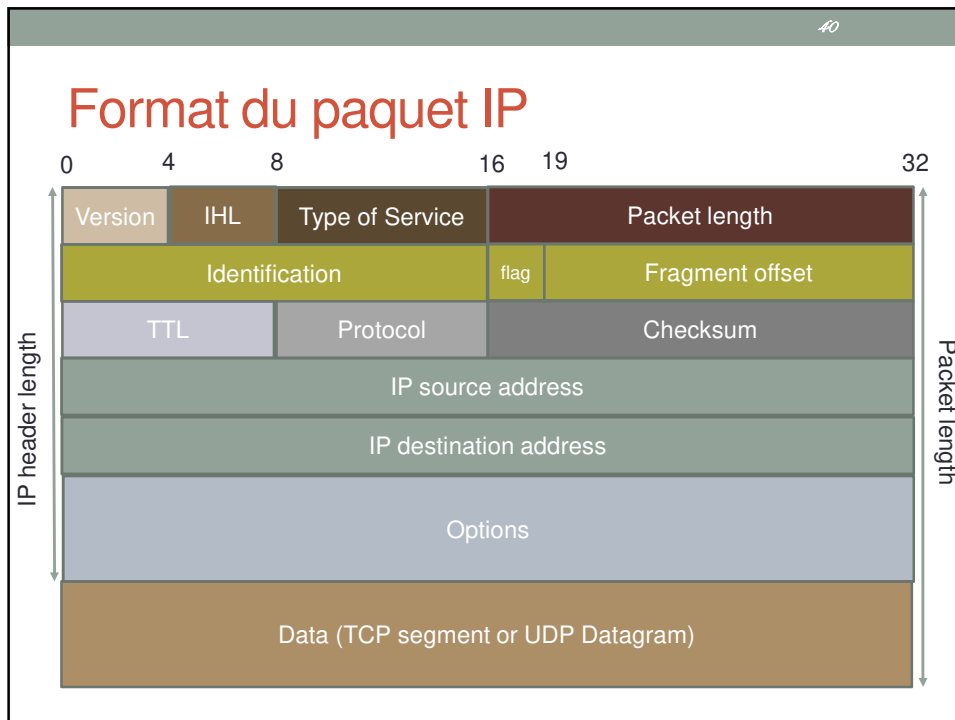 40
Format du paquet IP
0 4 8 16 19 32
Version IHL Type of Service Packet length
Identification flag Fragment offset
TTL Protocol Checksum
IP source address
IP destination address
Options
Data (TCP segment or UDP Datagram)
IP header length
Packet length